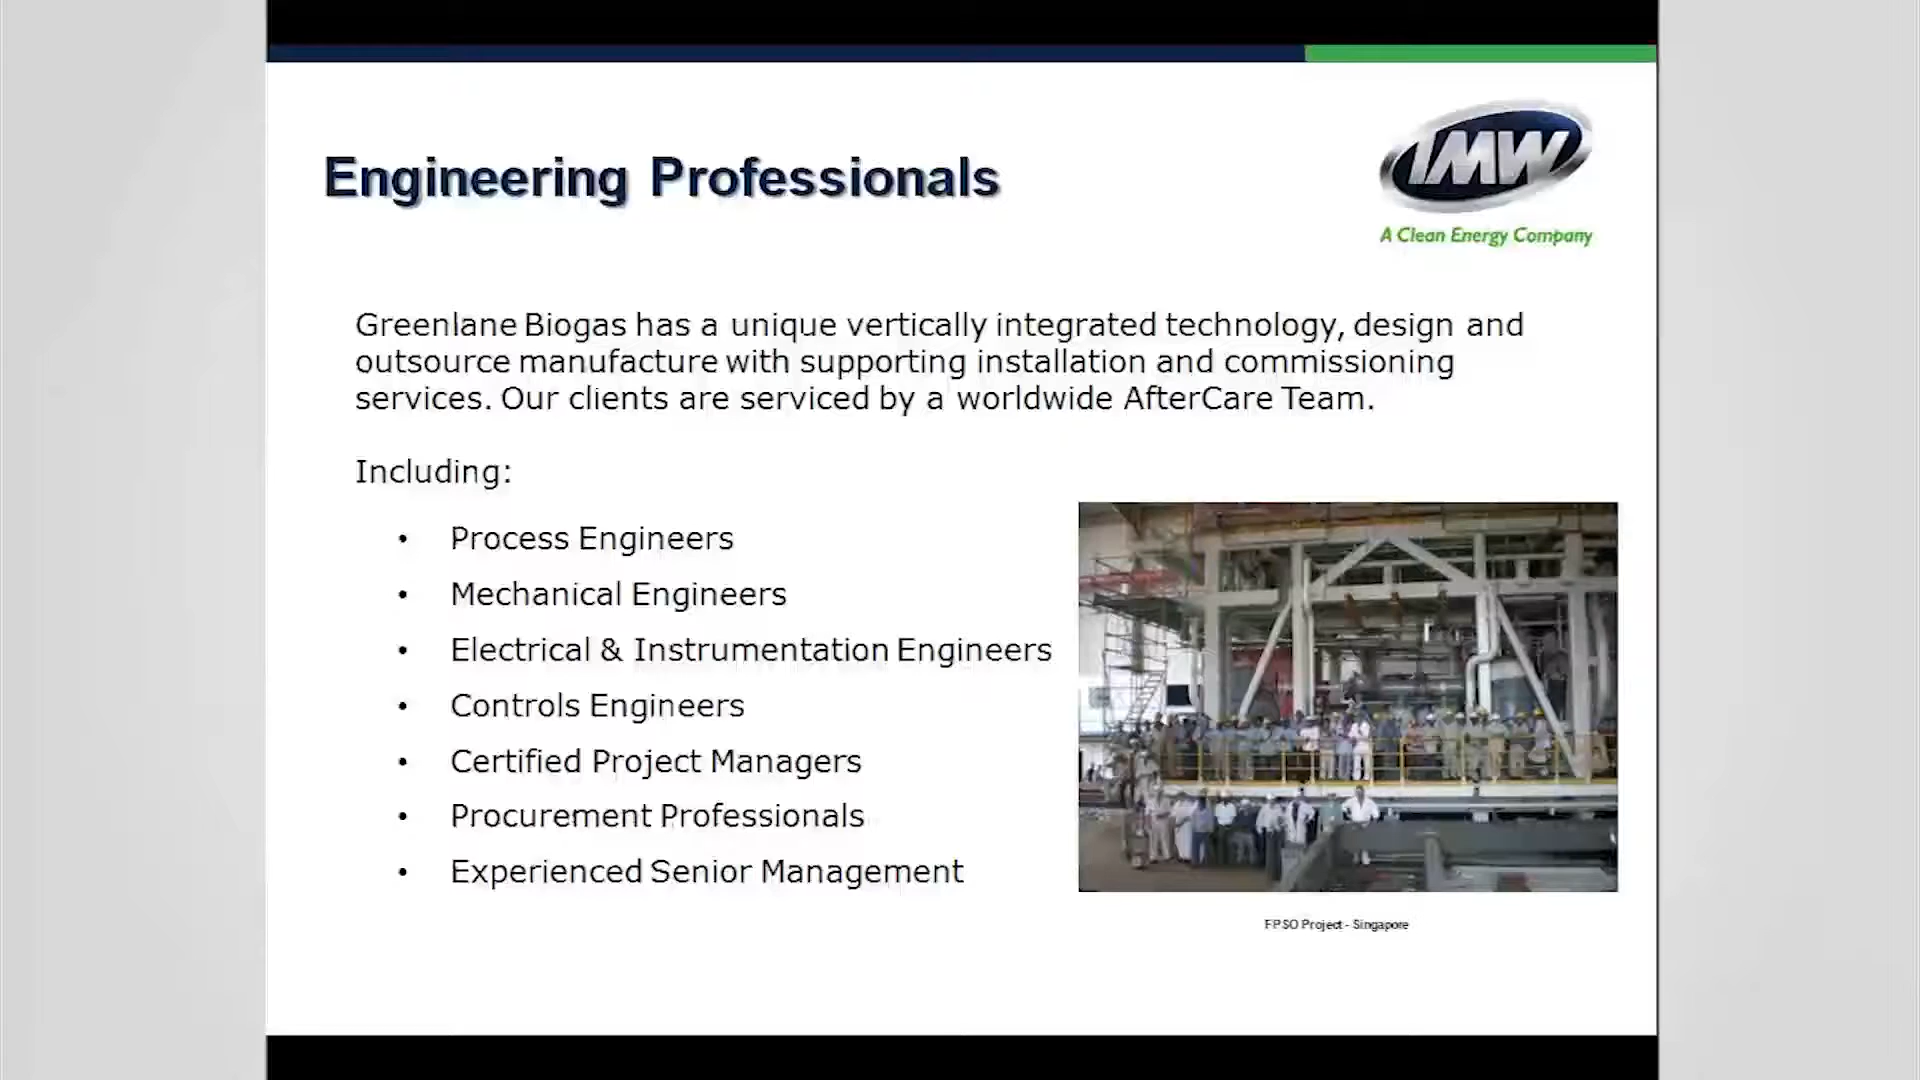 Engineering Professionals
IMW
A Clean Energy Company
Greenlane Biogas has a unique vertically integrated technology, design and
outsource manufacture with supporting installation and commissioning
services. Our clients are serviced by a worldwide AfterCare Team.
Including:
• Process Engineers
• Mechanical Engineers
• Electrical & Instrumentation Engineers
• Controls Engineers
• Certified Project Managers
• Procurement Professionals
• Experienced Senior Management
FPSO Project - Singapore